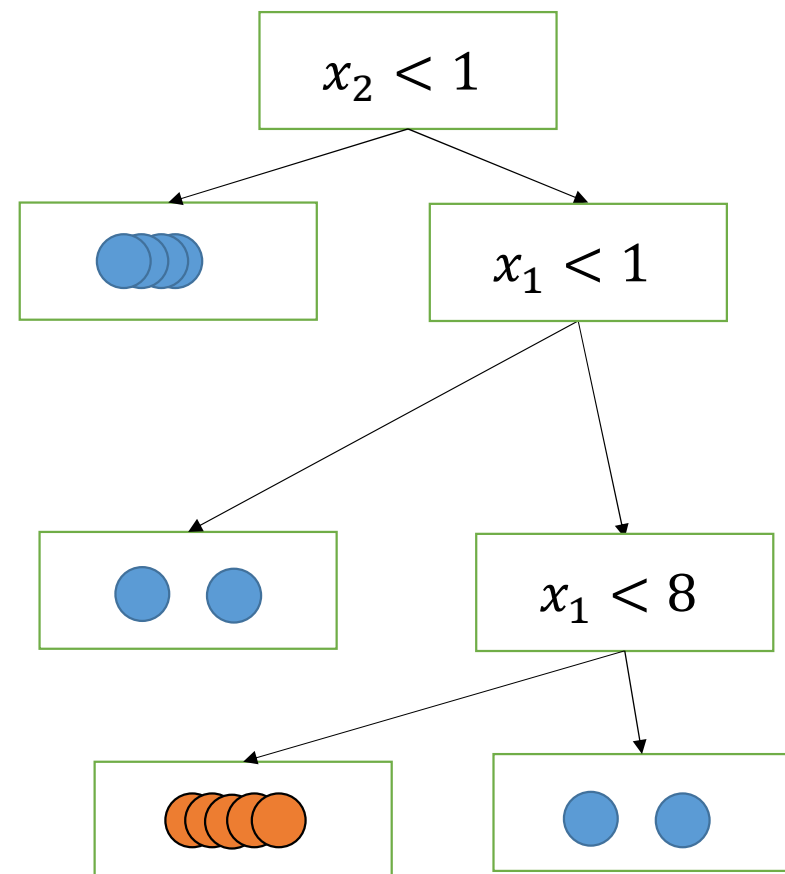 x₂ < 1
x₁ < 1
x₁ < 8